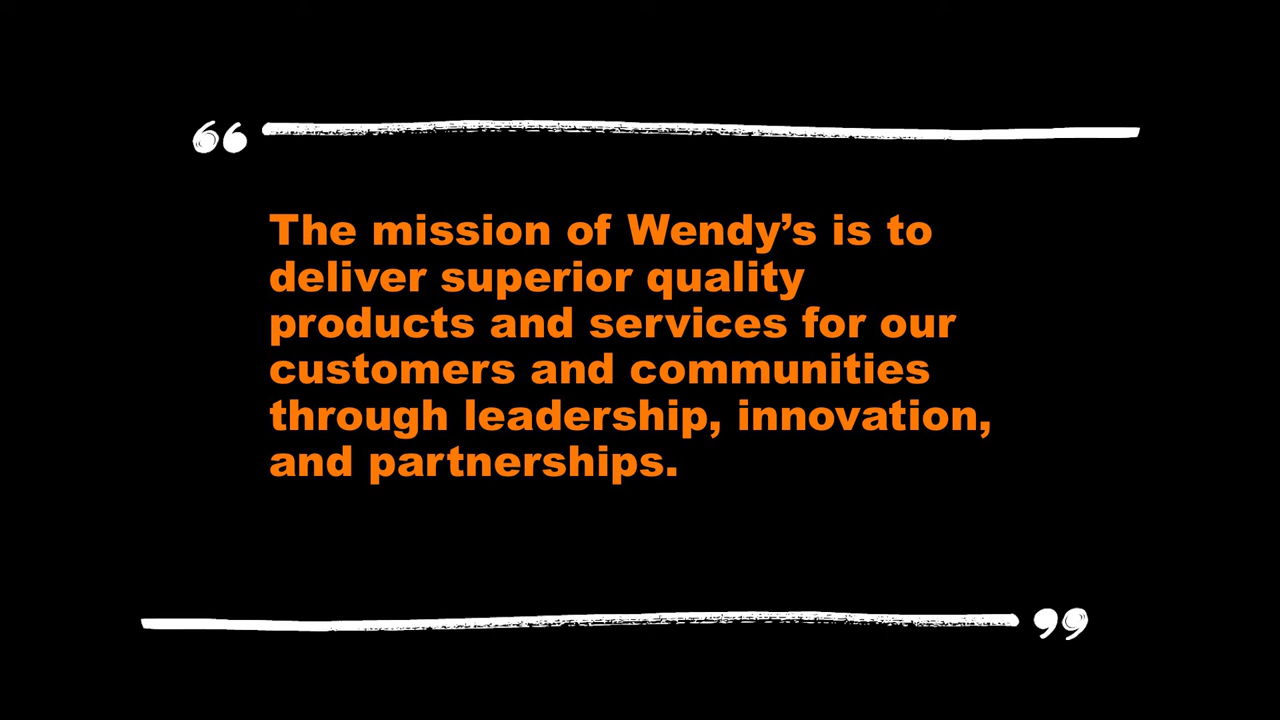 “
The mission of Wendy’s is to
deliver superior quality
products and services for our
customers and communities
through leadership, innovation,
and partnerships.
”